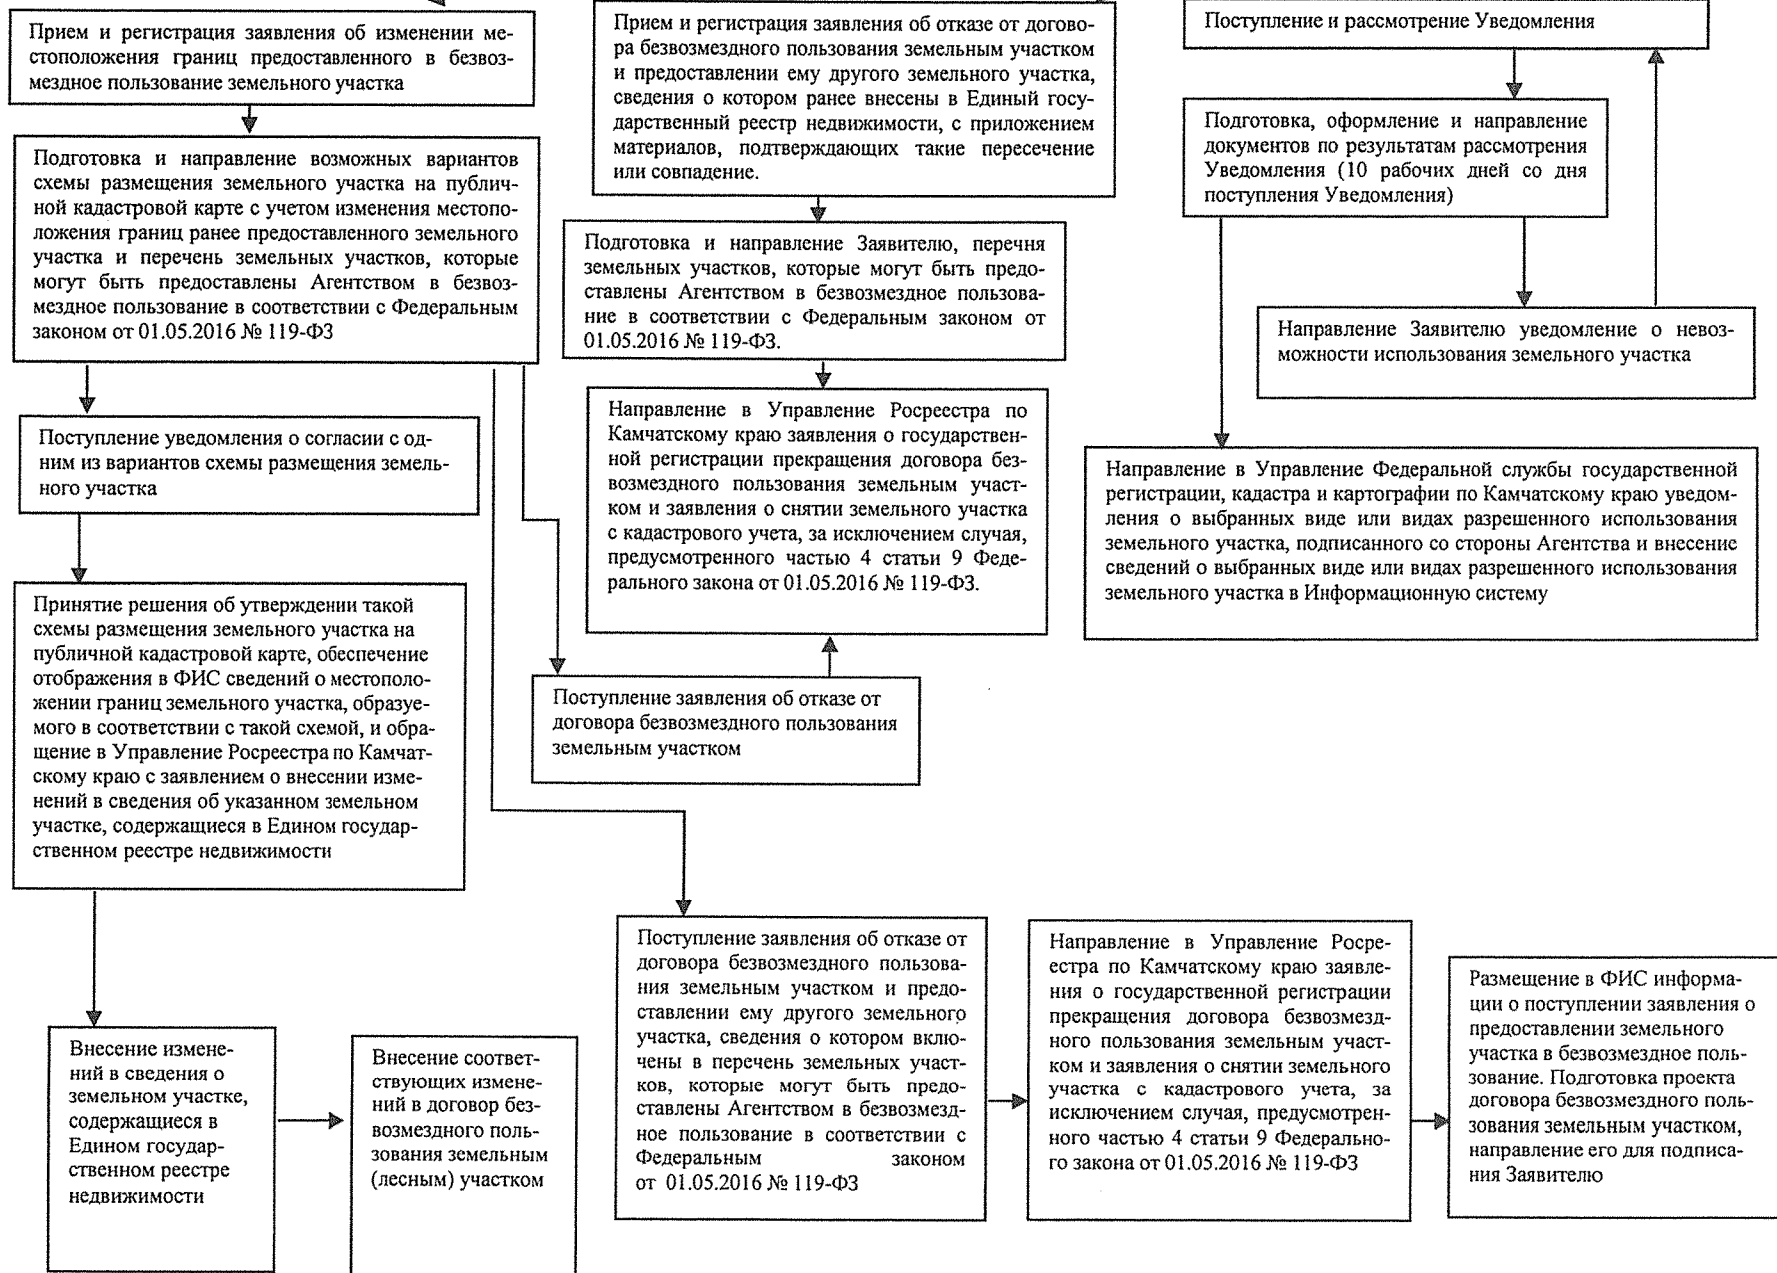 Прием и регистрация заявления об изменении ме-
стоположения границ предоставленного в безвоз-
мездное пользование земельного участка
Подготовка и направление возможных вариантов
схемы размещения земельного участка на публич-
ной кадастровой карте с учетом изменения местопо-
ложения границ ранее предоставленного земельного
участка и перечень земельных участков, которые
могут быть предоставлены Агентством в безвоз-
мездное пользование в соответствии с Федеральным
законом от 01.05.2016 № 119-ФЗ
Поступление уведомления о согласии с од-
ним из вариантов схемы размещения земель-
ного участка
Принятие решения об утверждении такой
схемы размещения земельного участка на
публичной кадастровой карте, обеспечение
отображения в ФИС сведений о местополо-
жении границ земельного участка, образуе-
мого в соответствии с такой схемой, и обра-
щение в Управление Росреестра по Камчат-
скому краю с заявлением о внесении изме-
нений в сведения об указанном земельном
участке, содержащиеся в Едином государ-
ственном реестре недвижимости
Внесение измене-
ний в сведения о
земельном участке,
содержащиеся в
Едином государ-
ственном реестре
недвижимости
Внесение соответ-
ствующих измене-
ний в договор без-
возмездного поль-
зования земельным
(лесным) участком
Прием и регистрация заявления об отказе от догово-
ра безвозмездного пользования земельным участком
и предоставлении ему другого земельного участка,
сведения о котором ранее внесены в Единый госу-
дарственный реестр недвижимости, с приложением
материалов, подтверждающих такие пересечение
или совпадение.
Подготовка и направление Заявителю, перечня
земельных участков, которые могут быть предо-
ставлены Агентством в безвозмездное пользова-
ние в соответствии с Федеральным законом от
01.05.2016 № 119-ФЗ.
Направление в Управление Росреестра по
Камчатскому краю заявления о государствен-
ной регистрации прекращения договора без-
возмездного пользования земельным участ-
ком и заявления о снятии земельного участка
с кадастрового учета, за исключением случая,
предусмотренного частью 4 статьи 9 Феде-
рального закона от 01.05.2016 № 119-ФЗ.
Поступление заявления об отказе от
договора безвозмездного пользования
земельным участком
Поступление заявления об отказе от
договора безвозмездного пользова-
ния земельным участком и предо-
ставлении ему другого земельного
участка, сведения о котором вклю-
чены в перечень земельных участ-
ков, которые могут быть предо-
ставлены Агентством в безвозмезд-
ное пользование в соответствии с
Федеральным законом
от 01.05.2016 № 119-ФЗ
Направление в Управление Росре-
естра по Камчатскому краю заявле-
ния о государственной регистрации
прекращения договора безвозмезд-
ного пользования земельным участ-
ком и заявления о снятии земельного
участка с кадастрового учета, за
исключением случая, предусмотрен-
ного частью 4 статьи 9 Федерально-
го закона от 01.05.2016 № 119-ФЗ
Размещение в ФИС информа-
ции о поступлении заявления о
предоставлении земельного
участка в безвозмездное поль-
зование. Подготовка проекта
договора безвозмездного поль-
зования земельным участком,
направление его для подписа-
ния Заявителю
Поступление и рассмотрение Уведомления
Подготовка, оформление и направление
документов по результатам рассмотрения
Уведомления (10 рабочих дней со дня
поступления Уведомления)
Направление Заявителю уведомление о невоз-
можности использования земельного участка
Направление в Управление Федеральной службы государственной
регистрации, кадастра и картографии по Камчатскому краю уведом-
ления о выбранных виде или видах разрешенного использования
земельного участка, подписанного со стороны Агентства и внесение
сведений о выбранных виде или видах разрешенного использования
земельного участка в Информационную систему